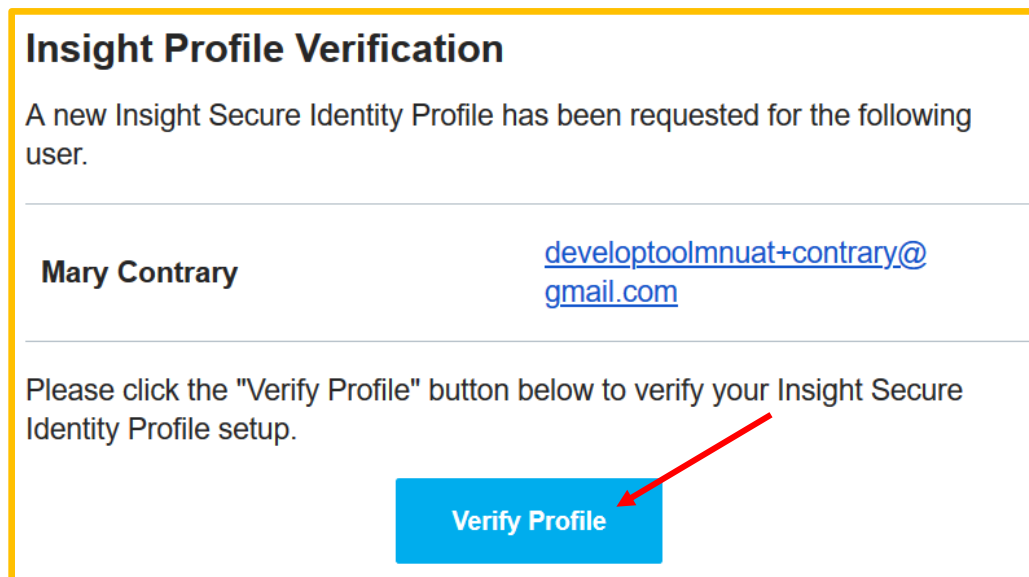 Insight Profile Verification
A new Insight Secure Identity Profile has been requested for the following
user.
Mary Contrary
developtoolmnuat+contrary@
gmail.com
Please click the "Verify Profile" button below to verify your Insight Secure
Identity Profile setup.
Verify Profile